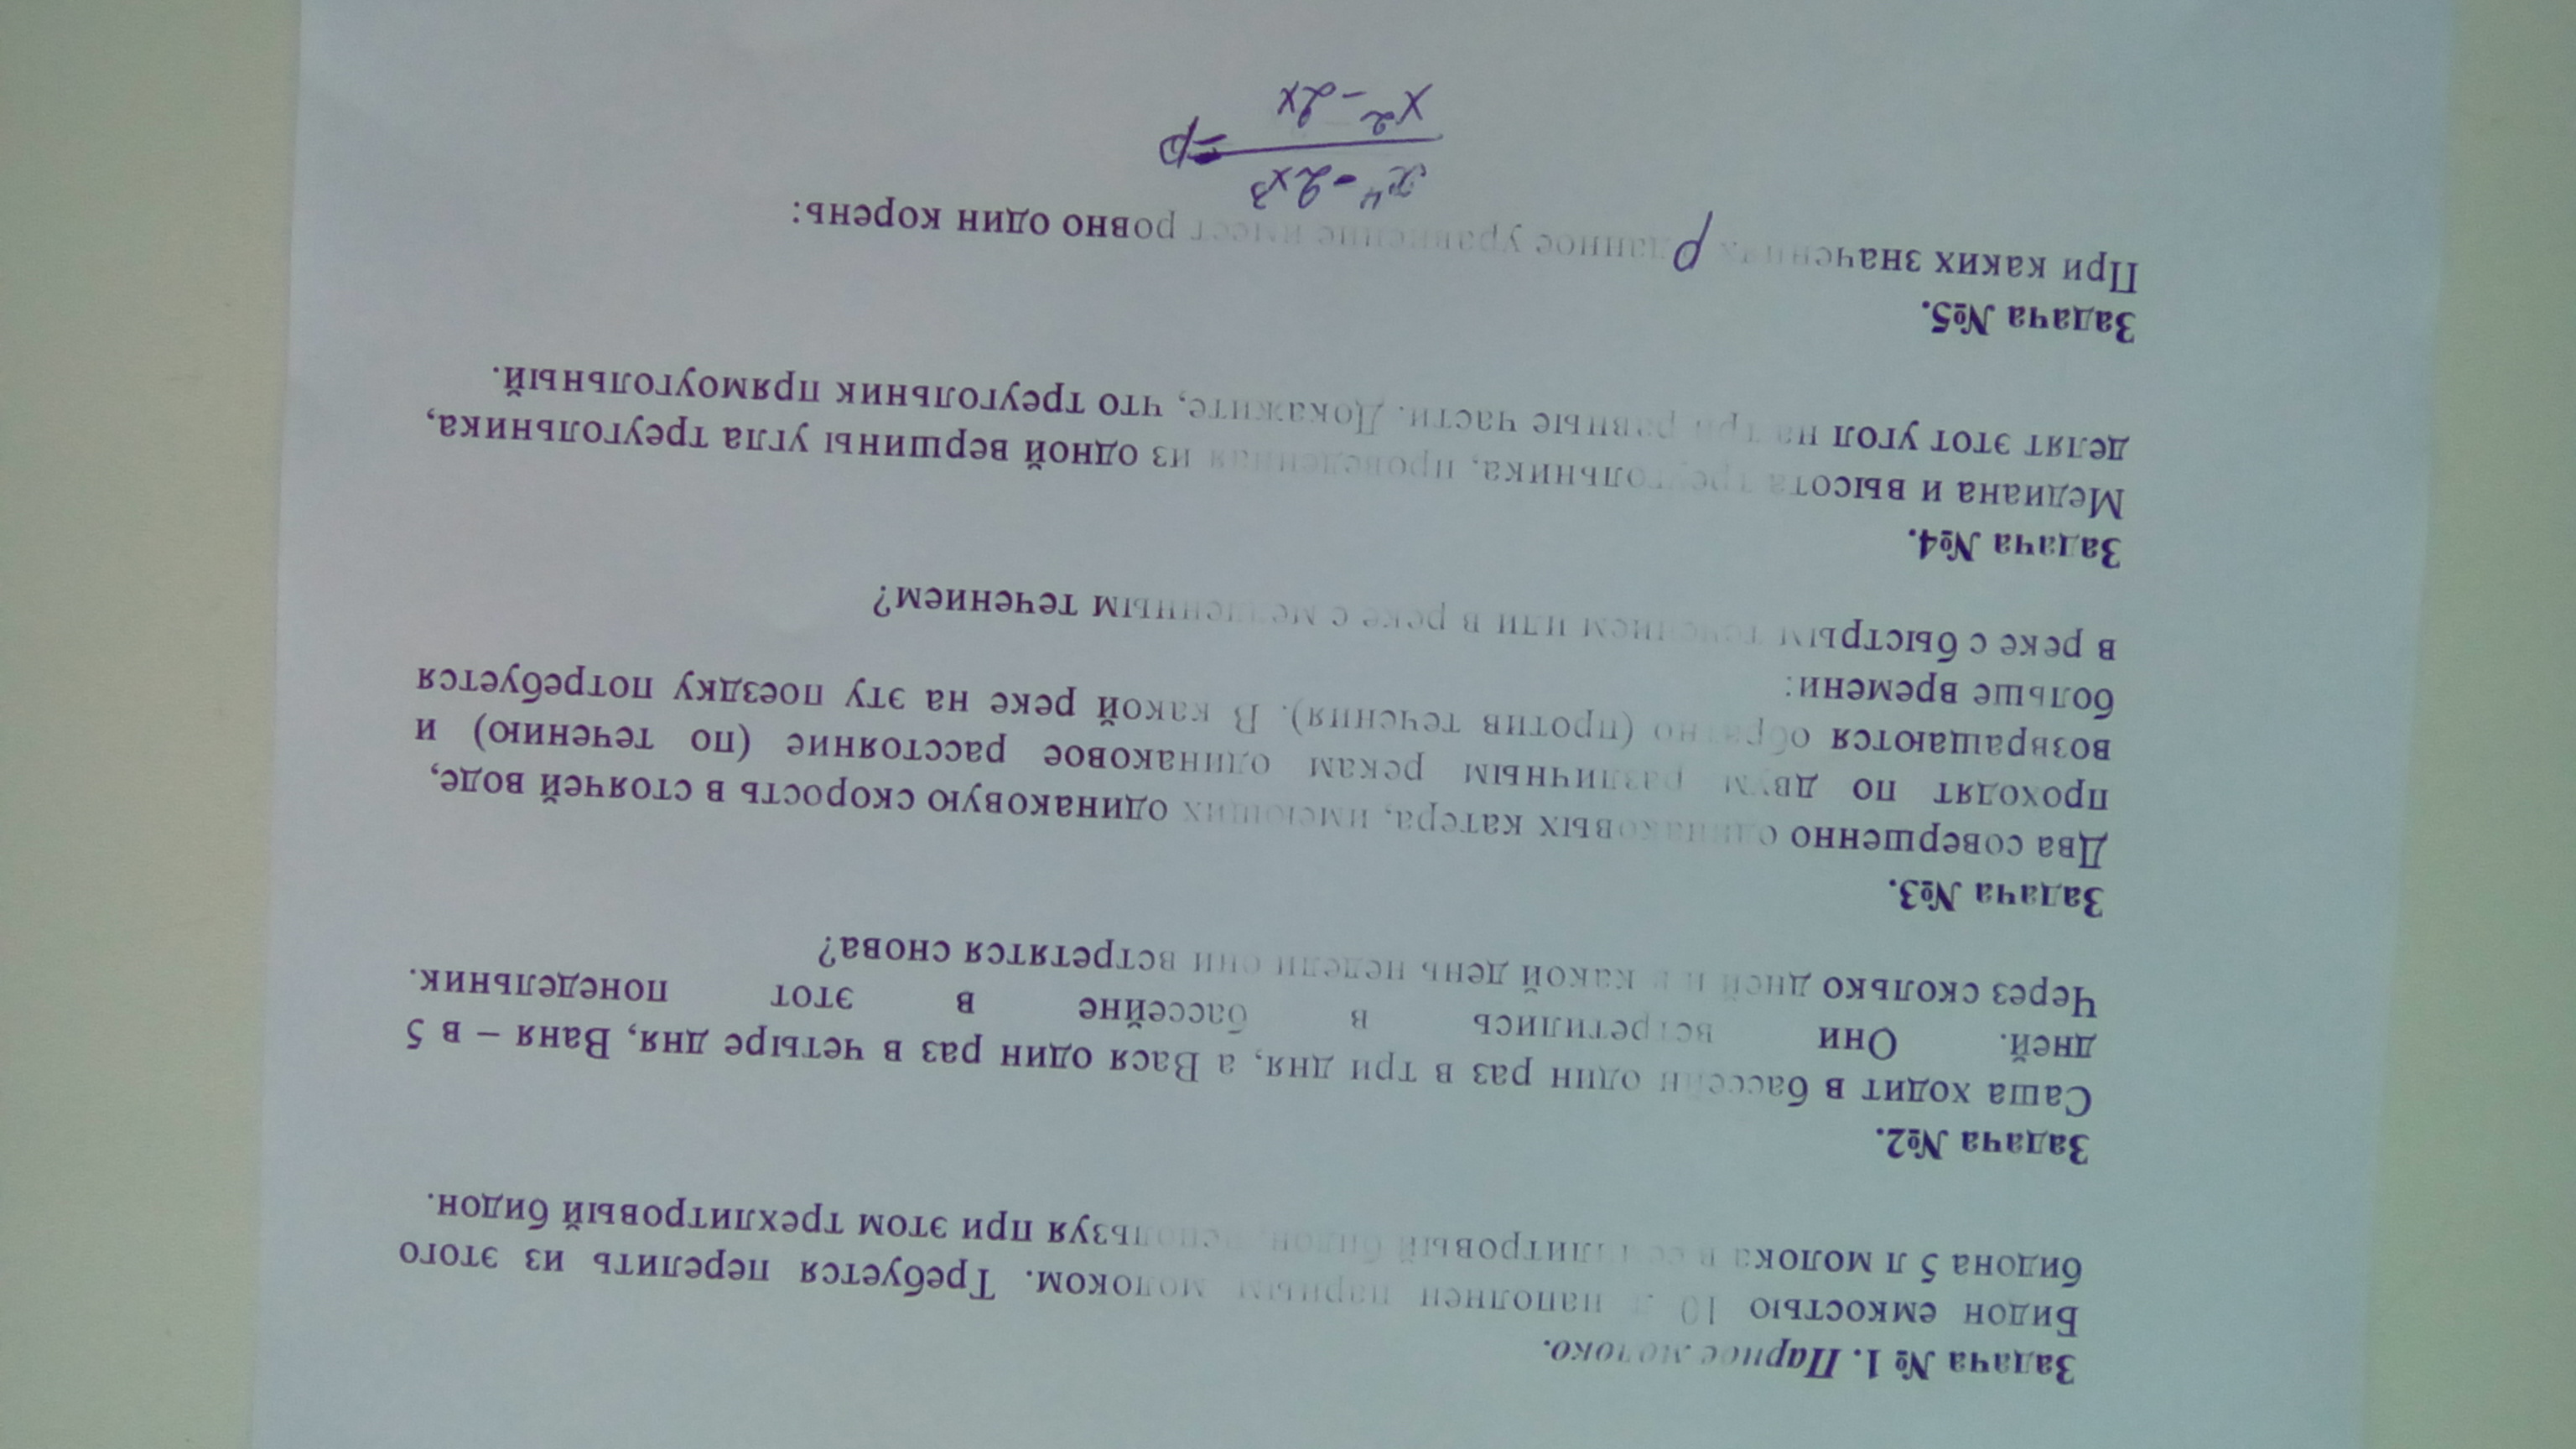 Задача № 1. Парное молоко.
Бидон емкостью 10 л наполнен парным молоком. Требуется перелить из этого
бидона 5 л молока в семилитровый бидон, используя при этом трехлитровый бидон.
Задача №2.
Саша ходит в бассейн один раз в три дня, а Вася один раз в четыре дня, Ваня – в 5
дней. Они встретились в бассейне в этот понедельник.
Через сколько дней и в какой день недели они встретятся снова?
Задача №3.
Два совершенно одинаковых катера, имеющих одинаковую скорость в стоячей воде,
проходят по двум различным рекам одинаковое расстояние (по течению) и
возвращаются обратно (против течения). В какой реке на эту поездку потребуется
больше времени:
в реке с быстрым течением или в реке с медленным течением?
Задача №4.
Медиана и высота треугольника, проведенная из одной вершины угла треугольника,
делят этот угол на три равные части. Докажите, что треугольник прямоугольный.
Задача №5.
При каких значениях p данное уравнение имеет ровно один корень:
x⁴-2x³
=p
x²-2x